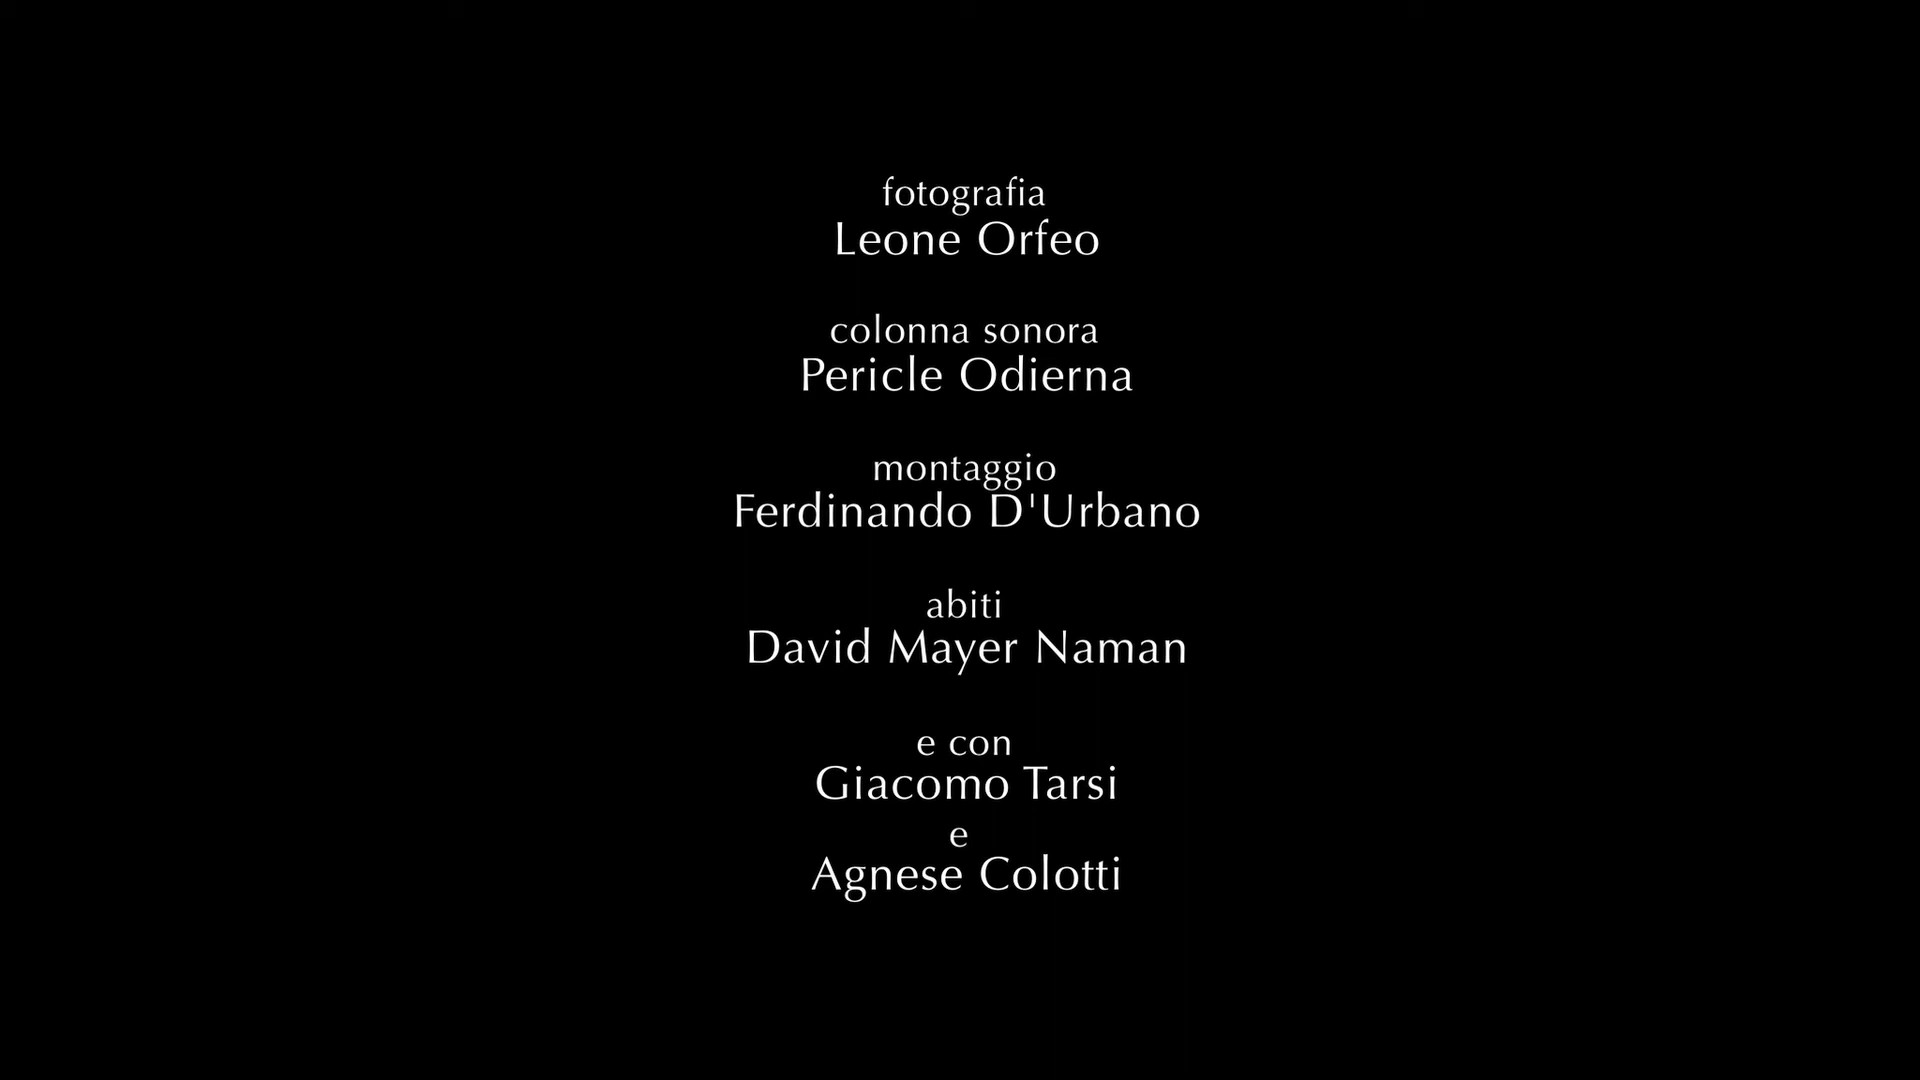 fotografia
Leone Orfeo
colonna sonora
Pericle Odierna
montaggio
Ferdinando D'Urbano
abiti
David Mayer Naman
e con
Giacomo Tarsi
e
Agnese Colotti